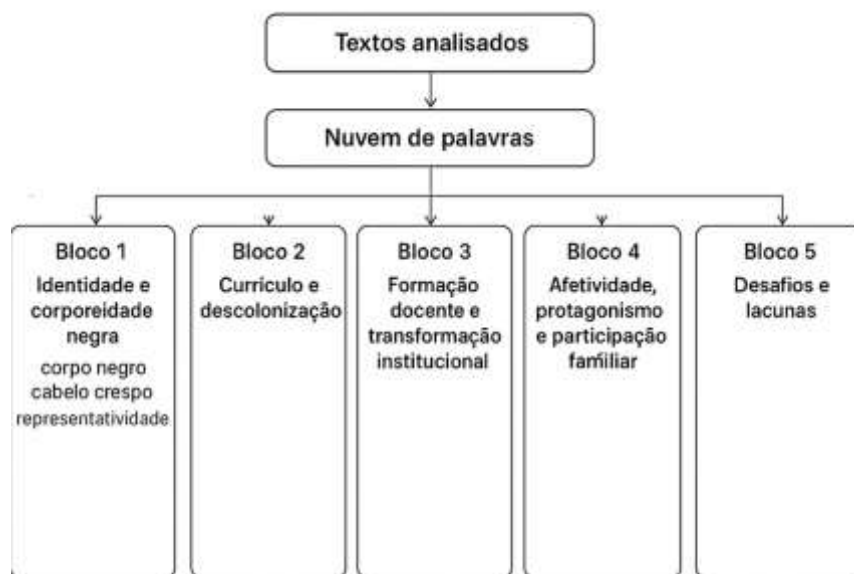 Textos analisados
Nuvem de palavras
Bloco 1
Identidade e
corporeidade
negra
corpo negro
cabelo crespo
representatividade
Bloco 2
Curriculo e
descolonização
Bloco 3
Formação
docente e
transformação
institucional
Bloco 4
Afetividade,
protagonismo
e participação
familiar
Bloco 5
Desafios e
lacunas